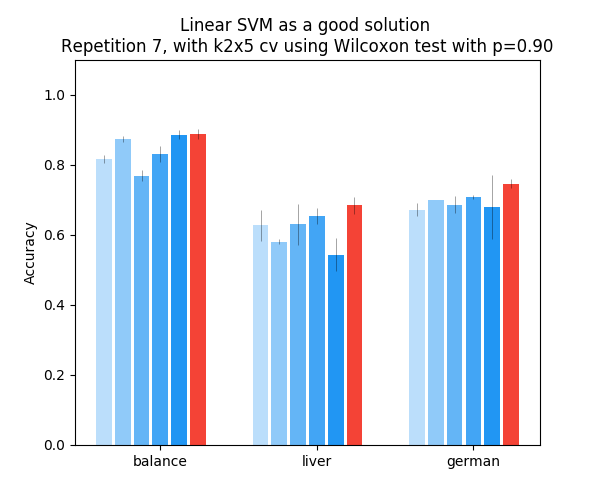 Linear SVM as a good solution
Repetition 7, with k2x5 cv using Wilcoxon test with p=0.90
1.0
0.8
0.6
0.4
0.2
0.0
Accuracy
balance
liver
german